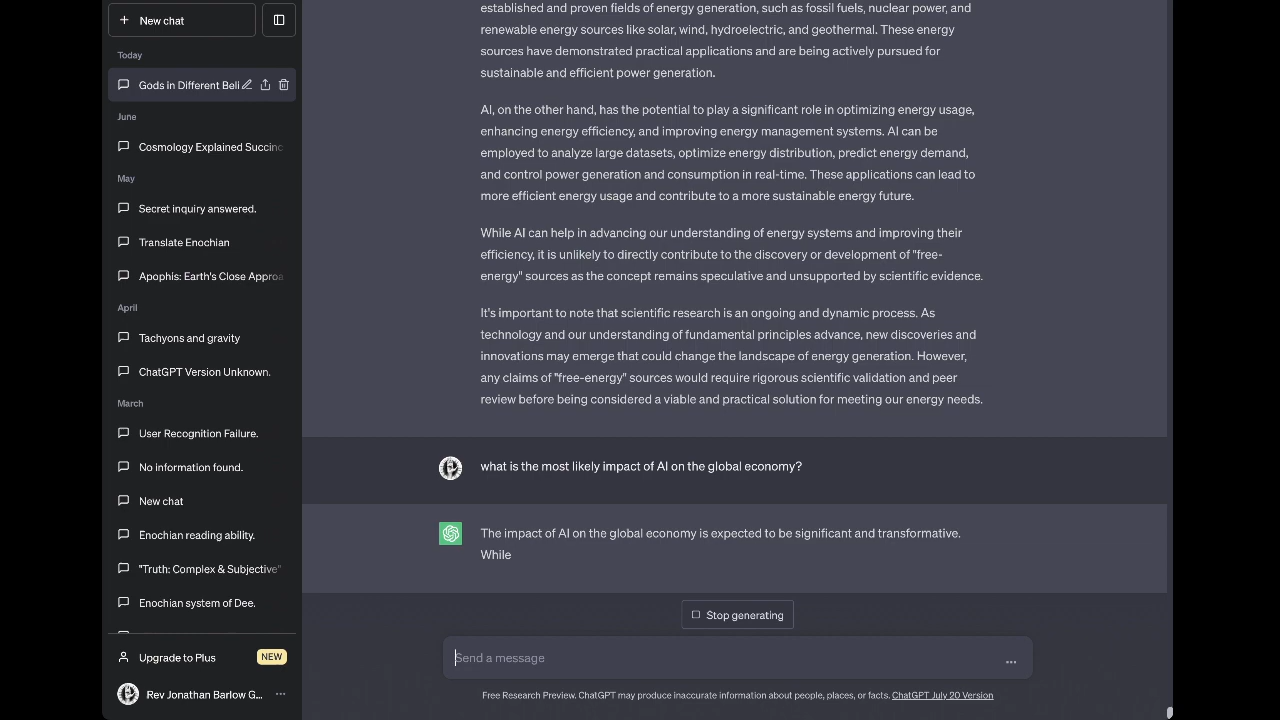 New chat
Today
Gods in Different Beli
June
Cosmology Explained Succinc
May
Secret inquiry answered.
Translate Enochian
Apophis: Earth's Close Approa
April
Tachyons and gravity
ChatGPT Version Unknown.
March
User Recognition Failure.
No information found.
New chat
Enochian reading ability.
"Truth: Complex & Subjective"
Enochian system of Dee.
Upgrade to Plus
NEW
Rev Jonathan Barlow G...
established and proven fields of energy generation, such as fossil fuels, nuclear power, and
renewable energy sources like solar, wind, hydroelectric, and geothermal. These energy
sources have demonstrated practical applications and are being actively pursued for
sustainable and efficient power generation.
AI, on the other hand, has the potential to play a significant role in optimizing energy usage,
enhancing energy efficiency, and improving energy management systems. AI can be
employed to analyze large datasets, optimize energy distribution, predict energy demand,
and control power generation and consumption in real-time. These applications can lead to
more efficient energy usage and contribute to a more sustainable energy future.
While AI can help in advancing our understanding of energy systems and improving their
efficiency, it is unlikely to directly contribute to the discovery or development of "free-
energy" sources as the concept remains speculative and unsupported by scientific evidence.
It's important to note that scientific research is an ongoing and dynamic process. As
technology and our understanding of fundamental principles advance, new discoveries and
innovations may emerge that could change the landscape of energy generation. However,
any claims of "free-energy" sources would require rigorous scientific validation and peer
review before being considered a viable and practical solution for meeting our energy needs.
what is the most likely impact of AI on the global economy?
The impact of AI on the global economy is expected to be significant and transformative.
While
Stop generating
Send a message
Free Research Preview. ChatGPT may produce inaccurate information about people, places, or facts. ChatGPT July 20 Version